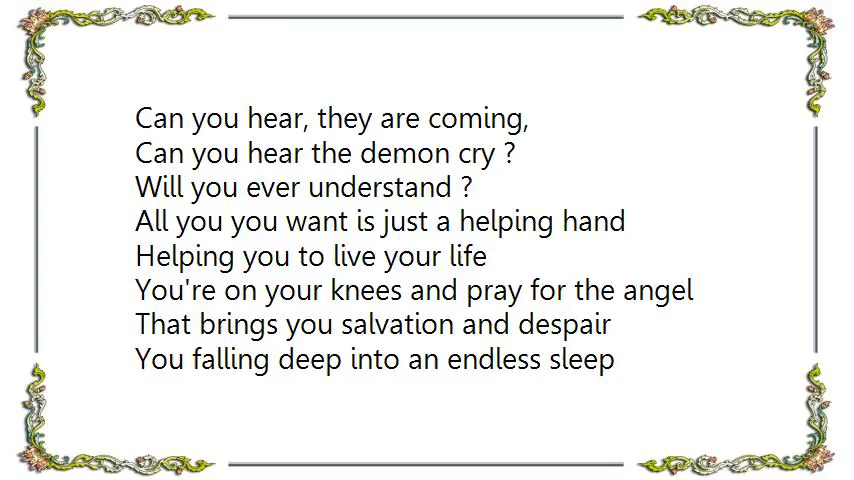 Can you hear, they are coming,
Can you hear the demon cry ?
Will you ever understand ?
All you you want is just a helping hand
Helping you to live your life
You're on your knees and pray for the angel
That brings you salvation and despair
You falling deep into an endless sleep